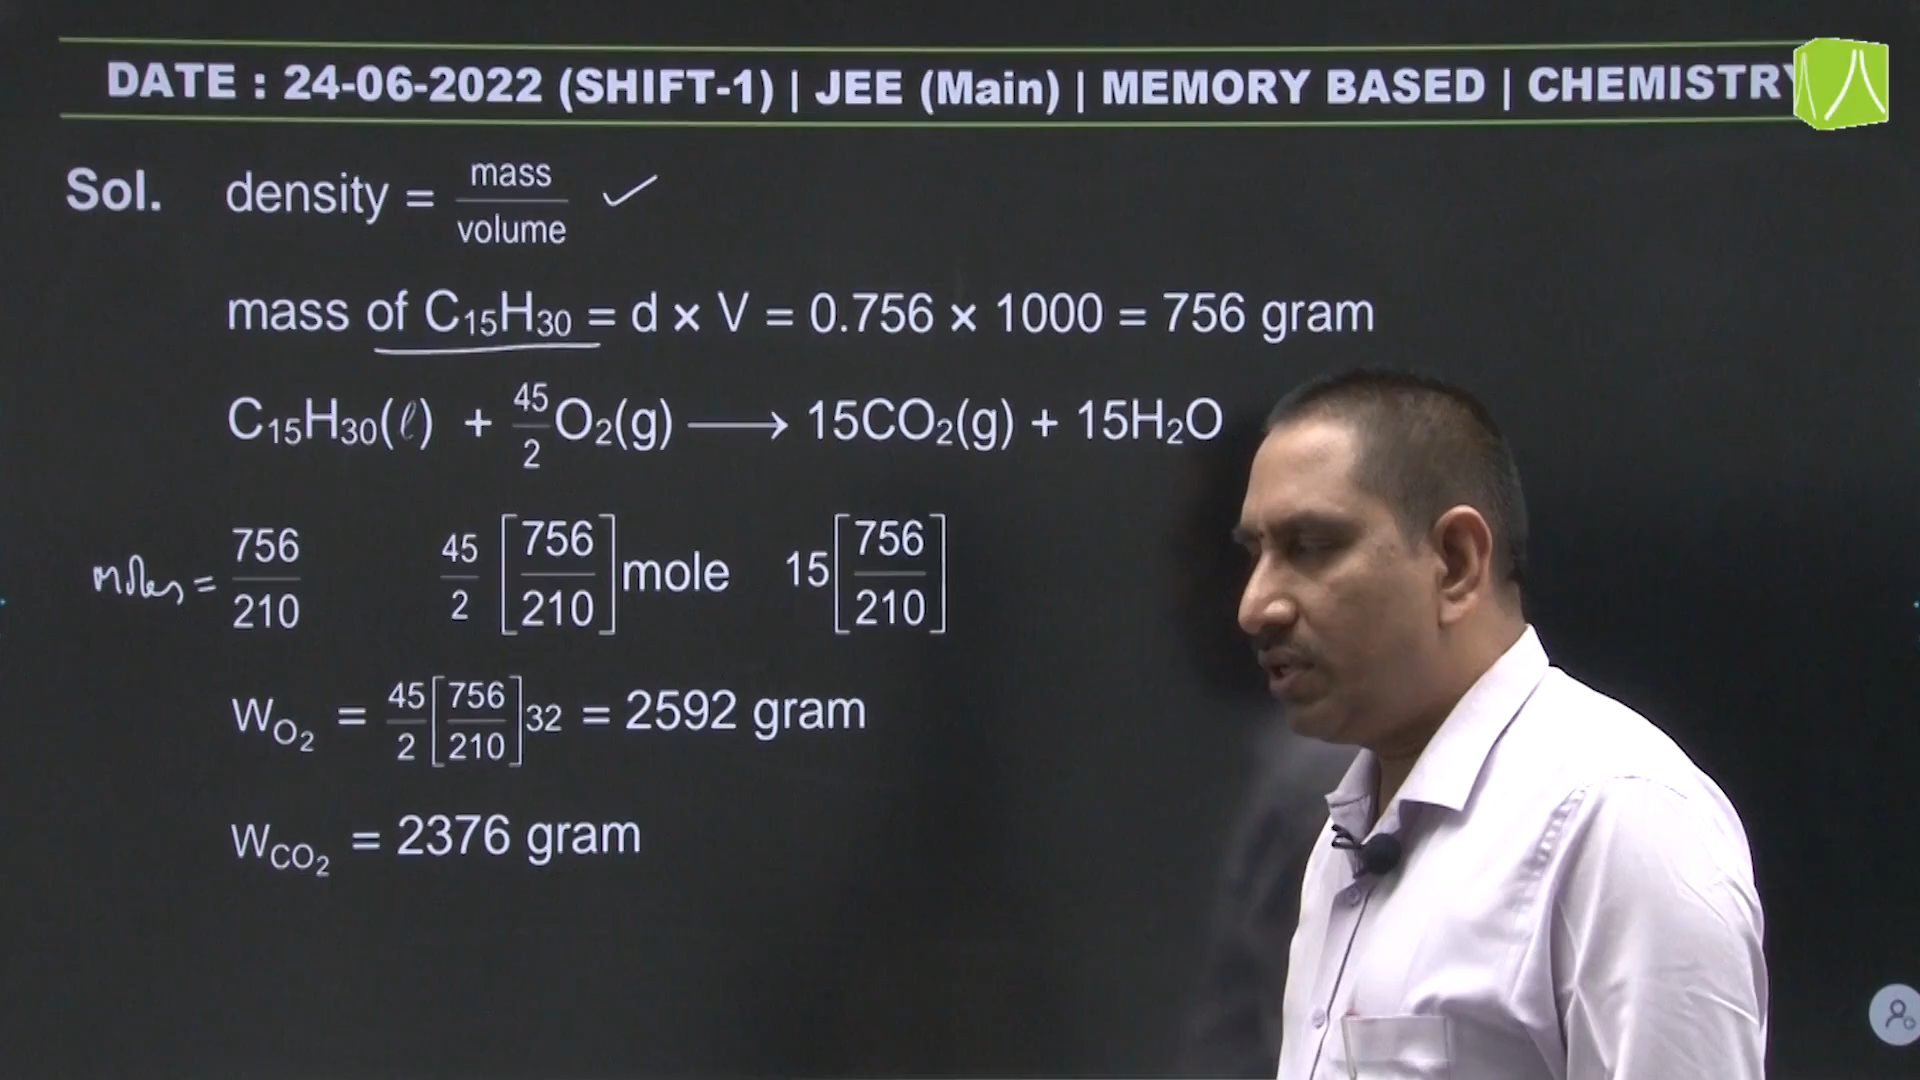 DATE : 24-06-2022 (SHIFT-1) | JEE (Main) | MEMORY BASED | CHEMISTRY
Sol. density = mass/volume
mass of C₁₅H₃₀ = d × V = 0.756 × 1000 = 756 gram
C₁₅H₃₀(ℓ) + 45/2 O₂(g) ⟶ 15CO₂(g) + 15H₂O
moles = 756/210 45/2 [756/210] mole 15 [756/210]
W_O₂ = 45/2 [756/210] 32 = 2592 gram
W_CO₂ = 2376 gram